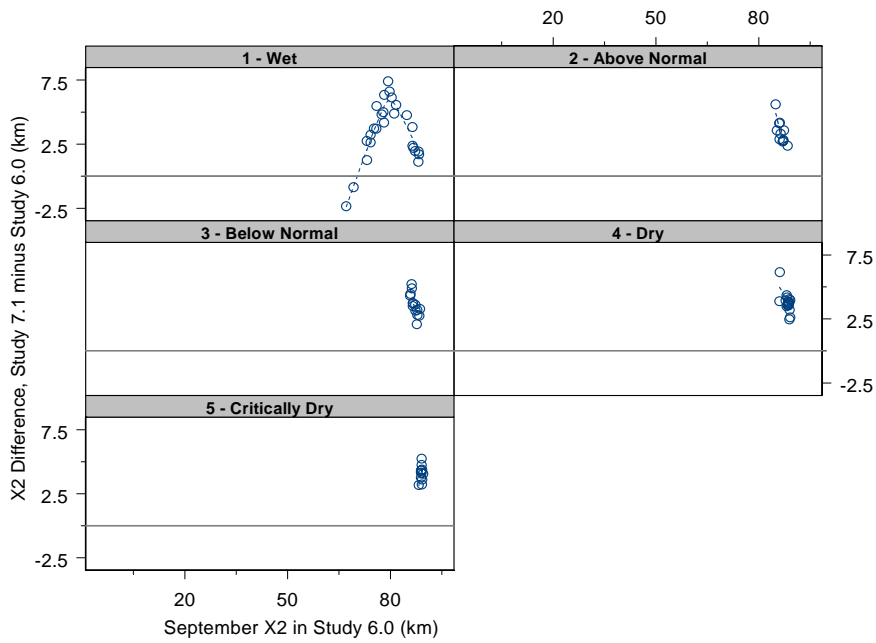 20 50 80
1 - Wet
2 - Above Normal
7.5
2.5
-2.5
3 - Below Normal
4 - Dry
7.5
2.5
-2.5
5 - Critically Dry
7.5
2.5
-2.5
20 50 80
September X2 in Study 6.0 (km)
X2 Difference, Study 7.1 minus Study 6.0 (km)